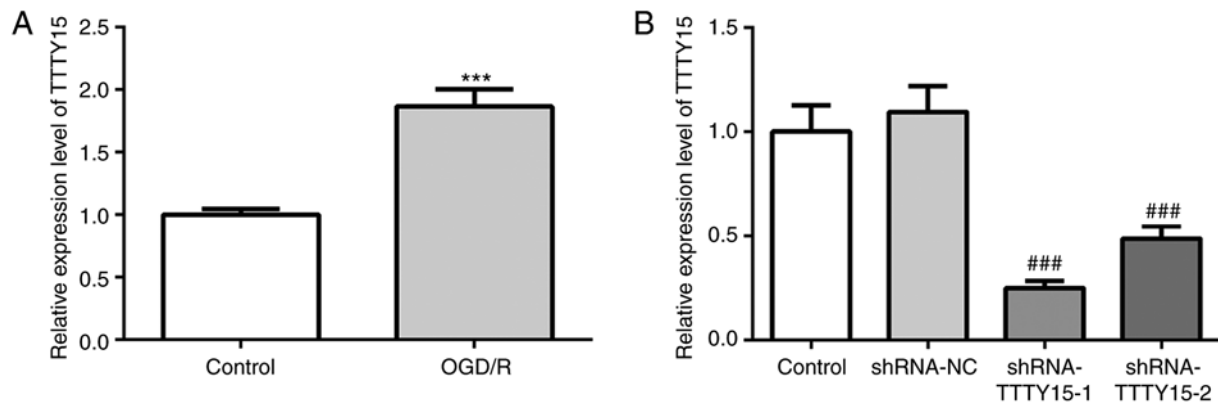 A
Relative expression level of TTTY15
2.5
2.0
1.5
1.0
0.5
0.0
***
Control
OGD/R
B
Relative expression level of TTTY15
1.5
1.0
0.5
0.0
###
###
Control
shRNA-NC
shRNA-
TTTY15-1
shRNA-
TTTY15-2